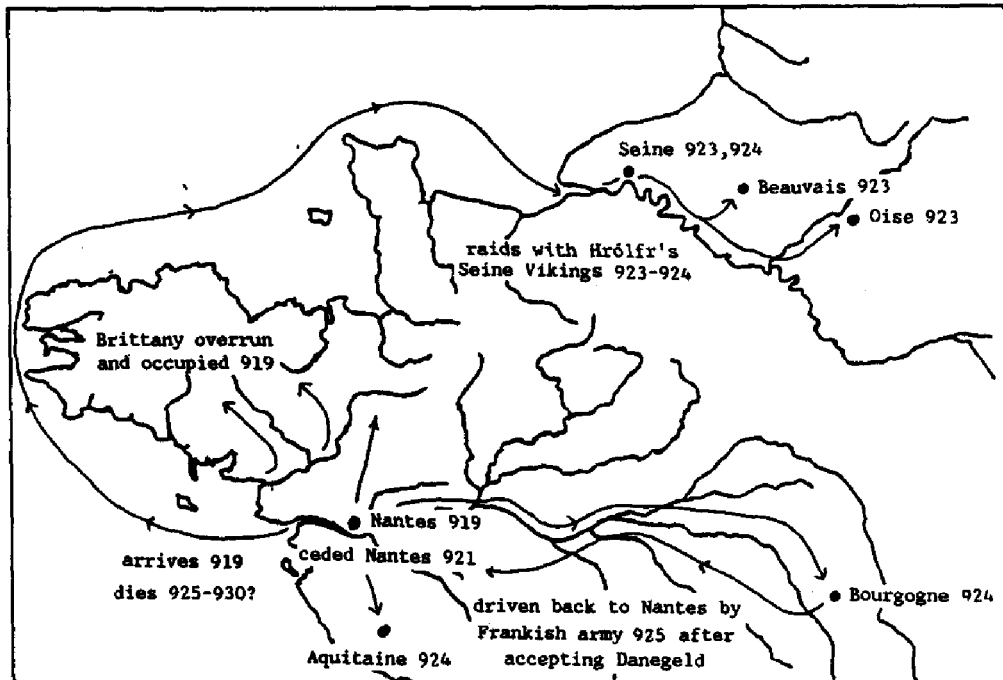 Seine 923,924
Beauvais 923
Oise 923
raids with Hrólfr's
Seine Vikings 923-924
Brittany overrun
and occupied 919
Nantes 919
ceded Nantes 921
arrives 919
dies 925-930?
Bourgogne 924
driven back to Nantes by
Frankish army 925 after
accepting Danegeld
Aquitaine 924